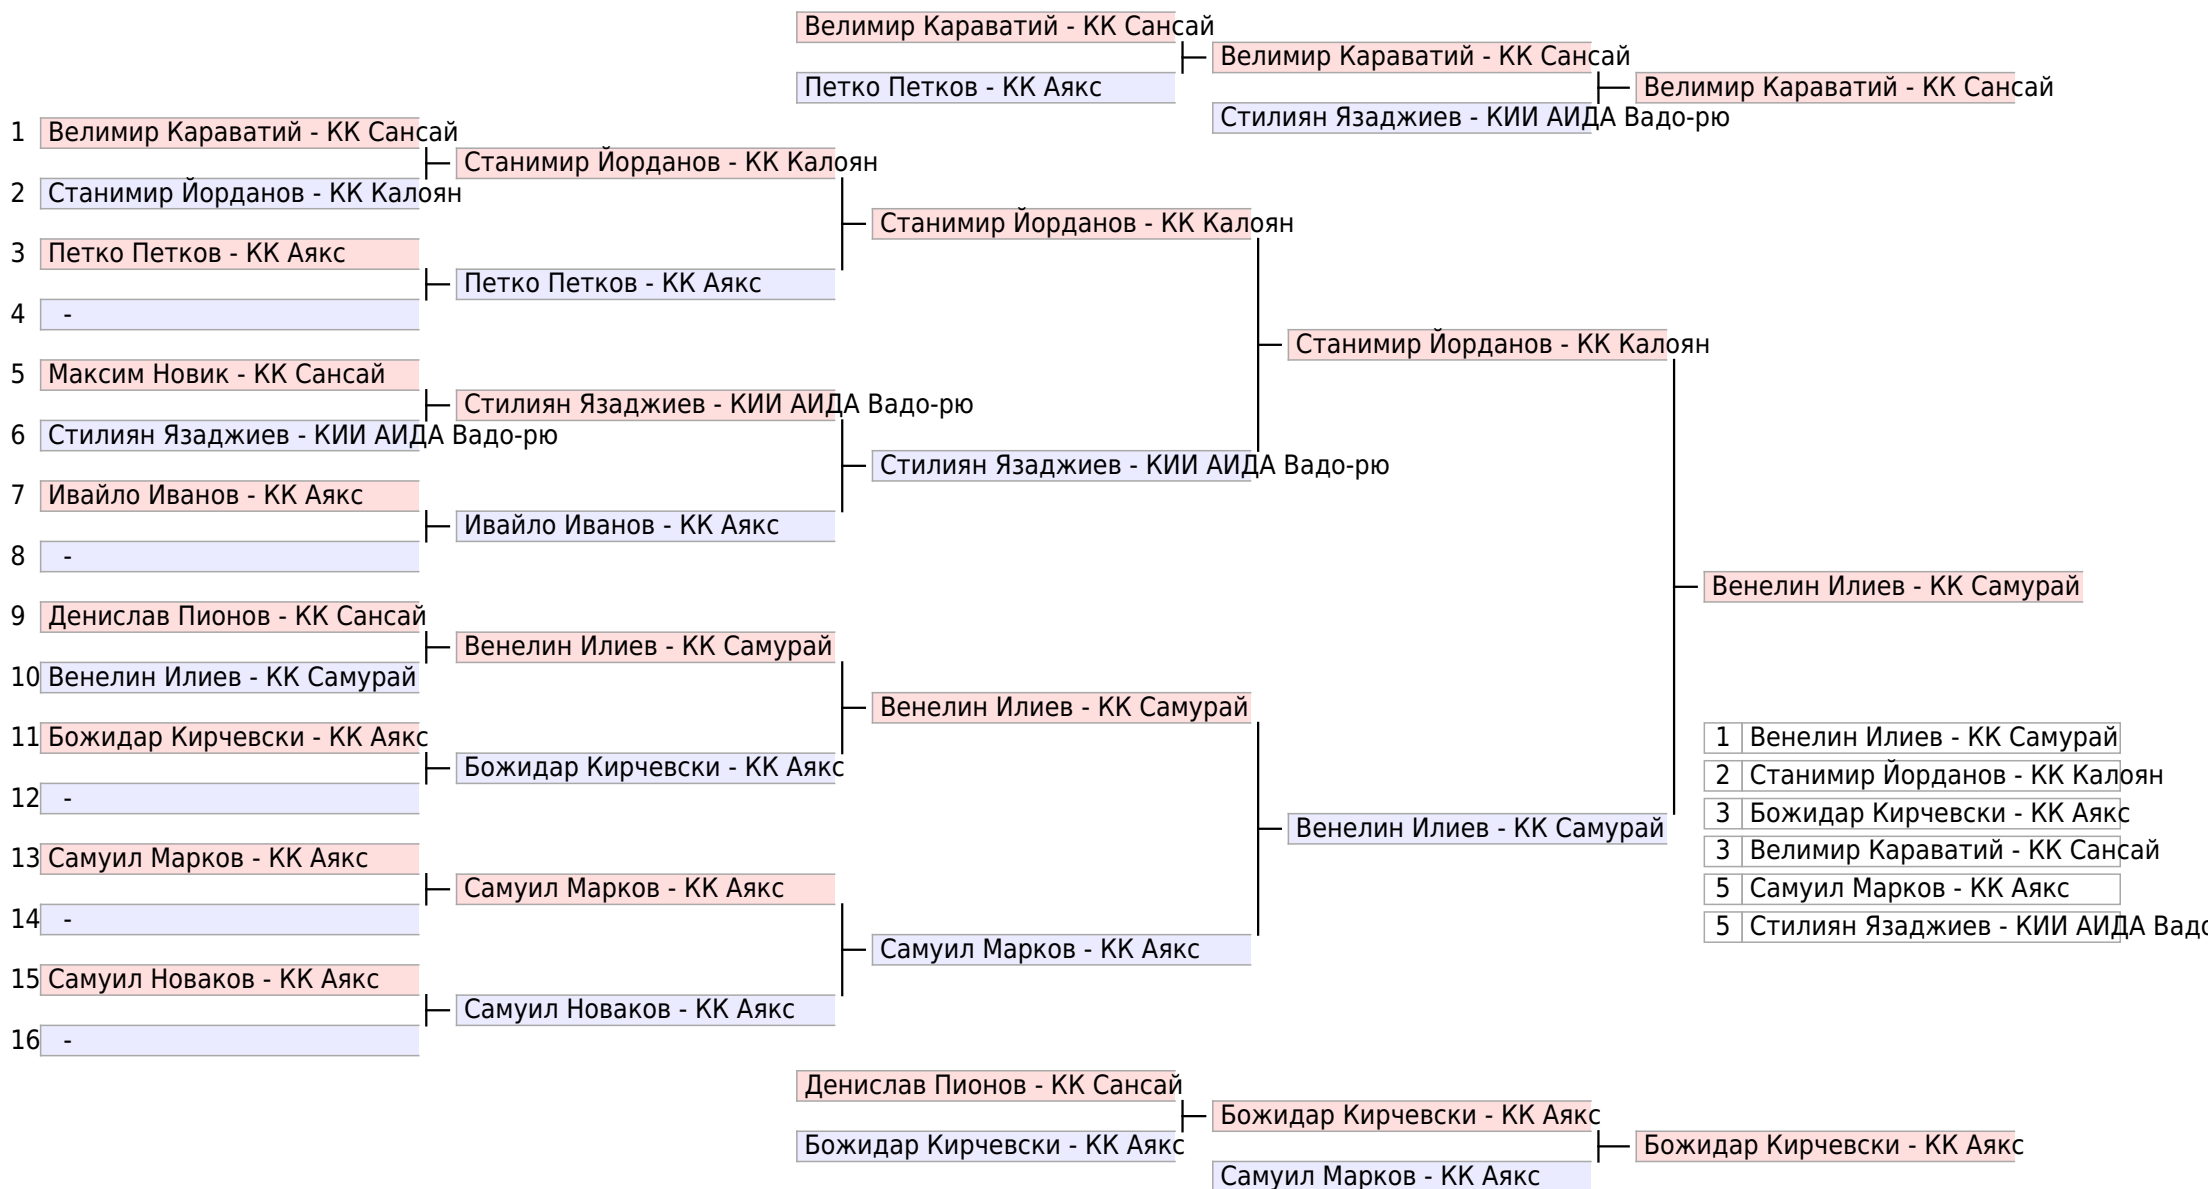 Велимир Караватий - КК Сансай
Велимир Караватий - КК Сансай
Петко Петков - КК Аякс
Велимир Караватий - КК Сансай
Стилиян Язаджиев - КИИ АИДА Вадо-рю
1 Велимир Караватий - КК Сансай
Станимир Йорданов - КК Калоян
2 Станимир Йорданов - КК Калоян
Станимир Йорданов - КК Калоян
3 Петко Петков - КК Аякс
Петко Петков - КК Аякс
4 -
Станимир Йорданов - КК Калоян
5 Максим Новик - КК Сансай
Стилиян Язаджиев - КИИ АИДА Вадо-рю
6 Стилиян Язаджиев - КИИ АИДА Вадо-рю
Стилиян Язаджиев - КИИ АИДА Вадо-рю
7 Ивайло Иванов - КК Аякс
Ивайло Иванов - КК Аякс
8 -
Венелин Илиев - КК Самурай
9 Денислав Пионов - КК Сансай
Венелин Илиев - КК Самурай
10 Венелин Илиев - КК Самурай
Венелин Илиев - КК Самурай
11 Божидар Кирчевски - КК Аякс
Божидар Кирчевски - КК Аякс
12 -
Венелин Илиев - КК Самурай
13 Самуил Марков - КК Аякс
Самуил Марков - КК Аякс
14 -
Самуил Марков - КК Аякс
15 Самуил Новаков - КК Аякс
Самуил Новаков - КК Аякс
16 -
1 Венелин Илиев - КК Самурай
2 Станимир Йорданов - КК Калоян
3 Божидар Кирчевски - КК Аякс
3 Велимир Караватий - КК Сансай
5 Самуил Марков - КК Аякс
5 Стилиян Язаджиев - КИИ АИДА
Денислав Пионов - КК Сансай
Божидар Кирчевски - КК Аякс
Божидар Кирчевски - КК Аякс
Божидар Кирчевски - КК Аякс
Самуил Марков - КК Аякс